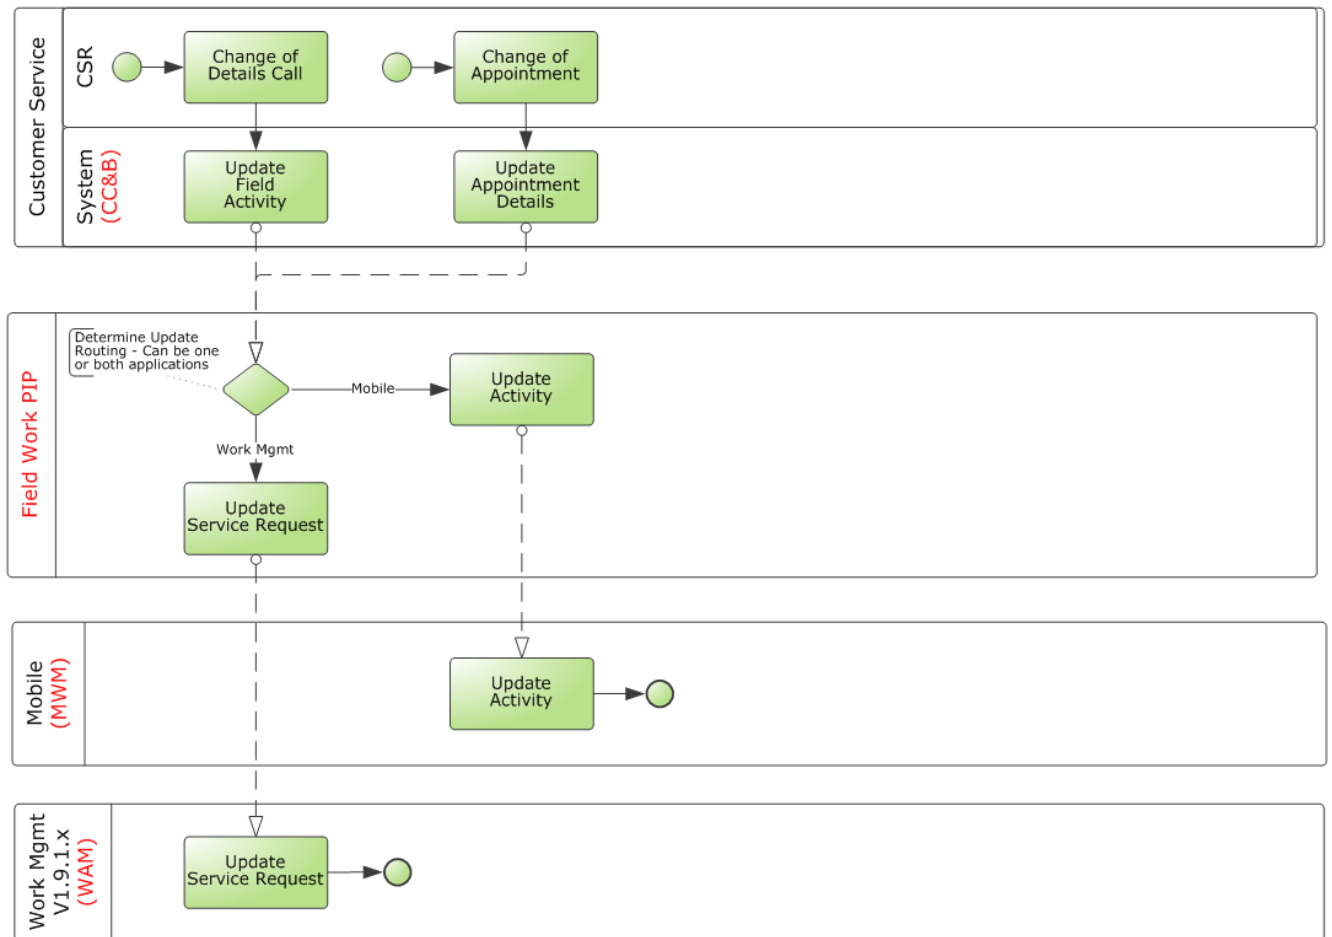 Customer Service
CSR
Change of
Details Call
Change of
Appointment
System
(CC&B)
Update
Field
Activity
Update
Appointment
Details
Field Work PIP
Determine Update
Routing - Can be one
or both applications
Mobile
Update
Activity
Work Mgmt
Update
Service Request
Mobile
(MWM)
Update
Activity
Work Mgmt
V1.9.1.x
(WAM)
Update
Service Request